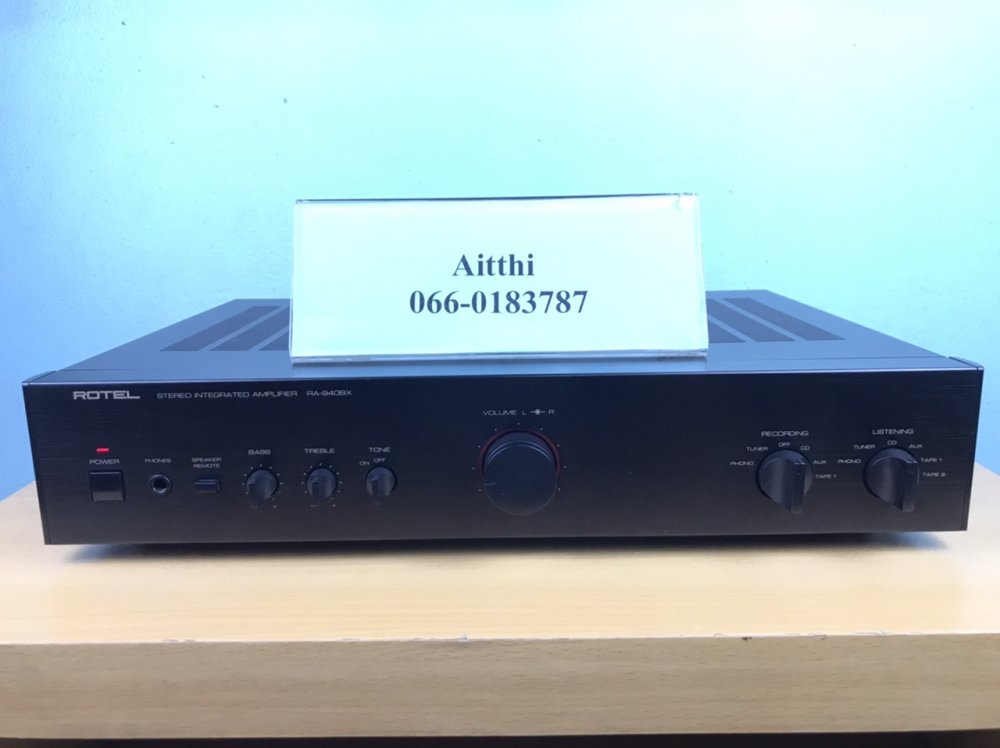 Aitthi
066-0183787
ROTEL STEREO INTEGRATED AMPLIFIER RA-940BX
VOLUME L R
POWER
PHONES
SPEAKER
REMOTE
BASS
TREBLE
TONE
ON OFF
RECORDING
PHONO TUNER OFF CD AUX TAPE 1
LISTENING
PHONO TUNER CD AUX TAPE 1 TAPE 2